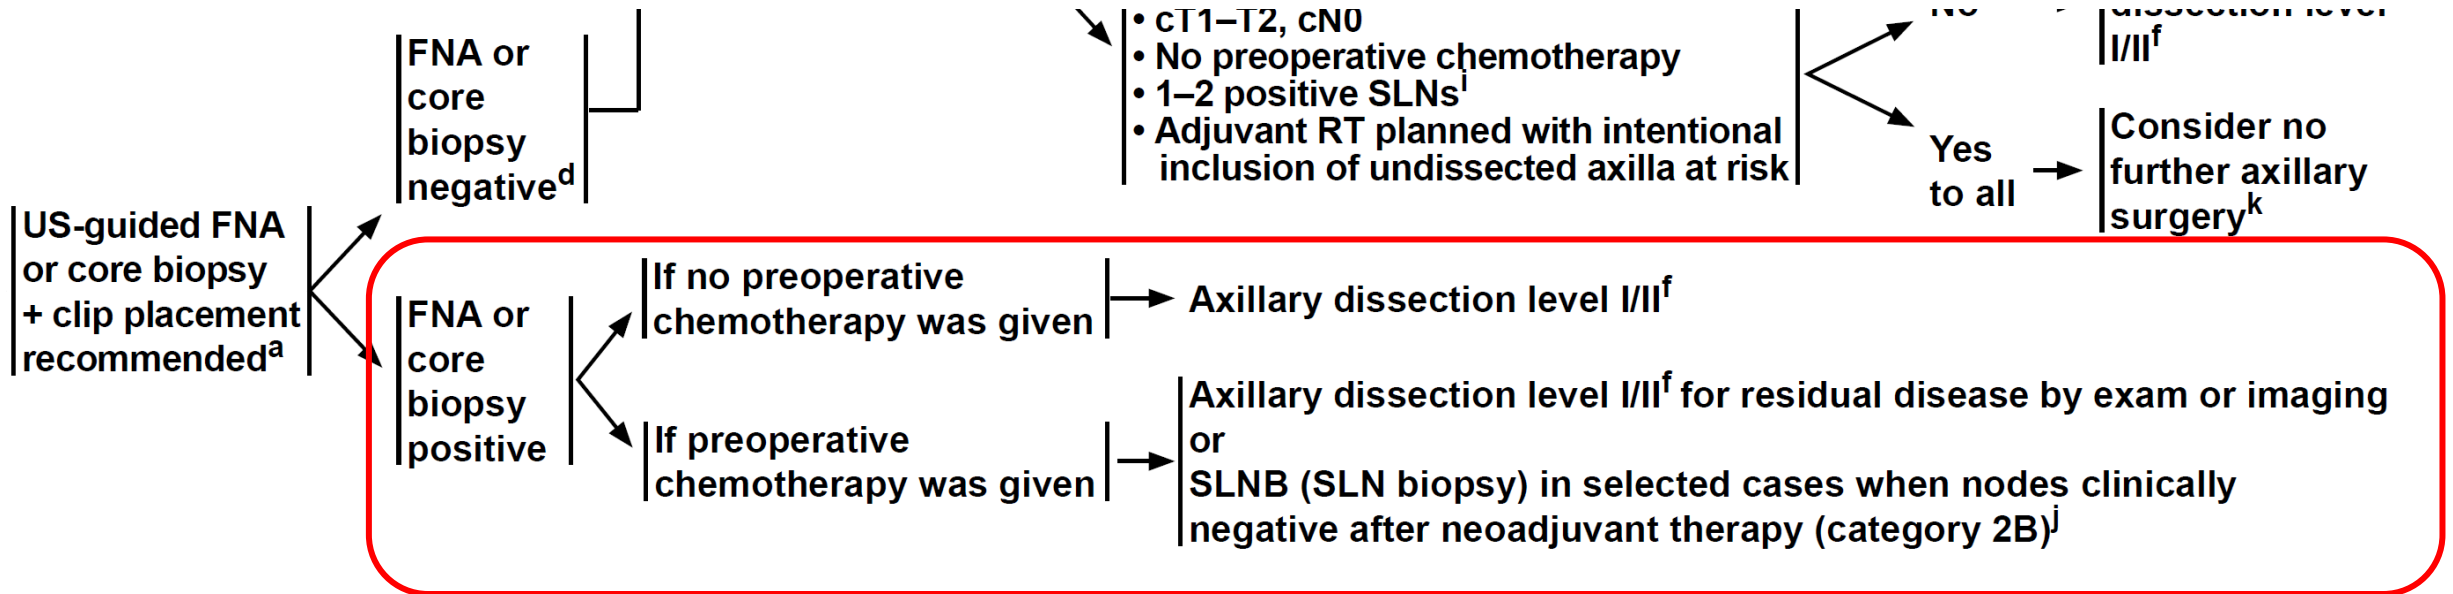 US-guided FNA
or core biopsy
+ clip placement
recommendedᵃ
FNA or
core
biopsy
negativeᵈ
• cT1–T2, cN0
• No preoperative chemotherapy
• 1–2 positive SLNsⁱ
• Adjuvant RT planned with intentional
inclusion of undissected axilla at risk
No
dissection level
I/IIᶠ
Yes
to all
Consider no
further axillary
surgeryᵏ
FNA or
core
biopsy
positive
If no preoperative
chemotherapy was given
Axillary dissection level I/IIᶠ
If preoperative
chemotherapy was given
Axillary dissection level I/IIᶠ for residual disease by exam or imaging
or
SLNB (SLN biopsy) in selected cases when nodes clinically
negative after neoadjuvant therapy (category 2B)ʲ